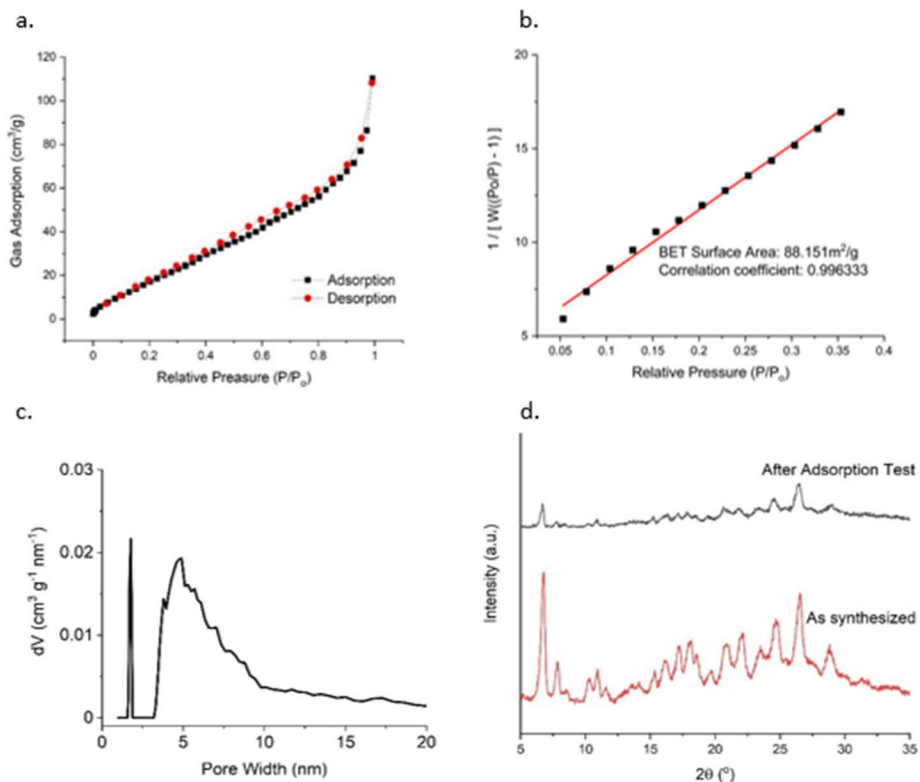 a.
120
100
80
60
40
20
0
Gas Adsorption (cm³/g)
Adsorption
Desorption
0 0.2 0.4 0.6 0.8 1
Relative Preasure (P/Pₒ)
b.
20
15
10
5
1 / [ W((Po/P) - 1) ]
BET Surface Area: 88.151m²/g
Correlation coefficient: 0.996333
0.05 0.1 0.15 0.2 0.25 0.3 0.35 0.4
Relative Pressure (P/Pₒ)
c.
0.03
0.02
0.01
0
dV (cm³ g⁻¹ nm⁻¹)
0 5 10 15 20
Pore Width (nm)
d.
After Adsorption Test
As synthesized
Intensity (a.u.)
5 10 15 20 25 30 35
2θ (º)